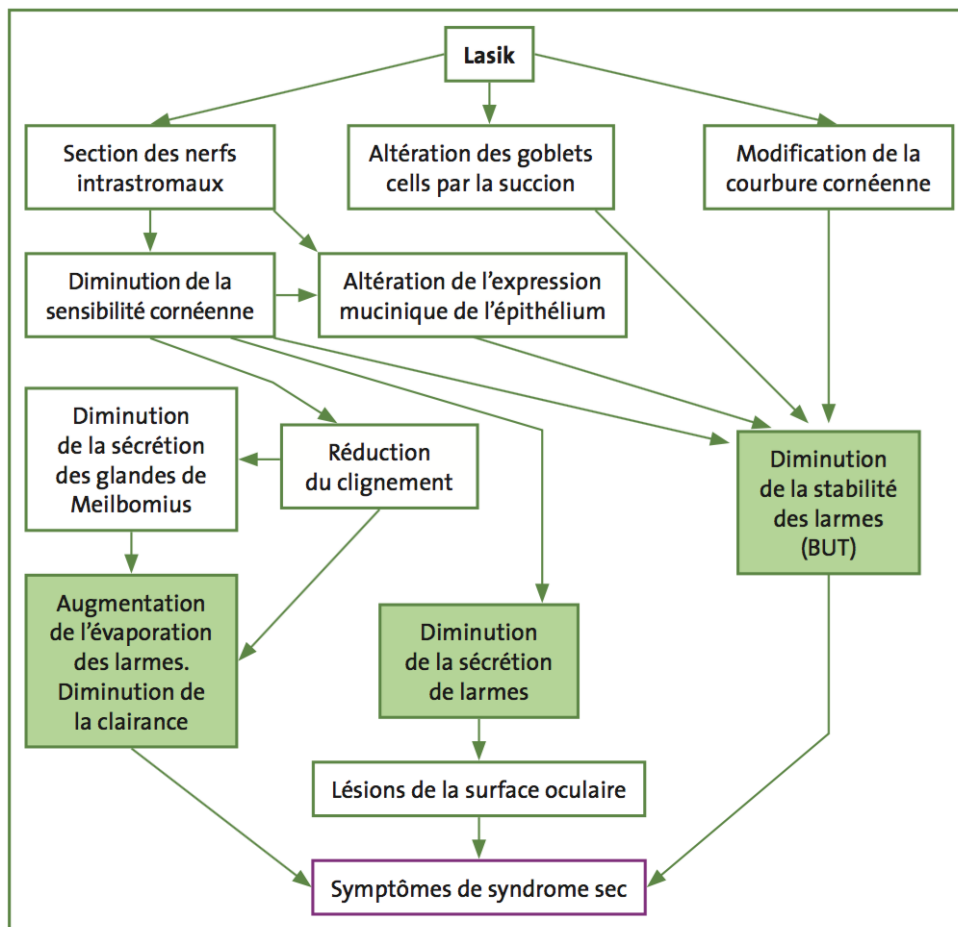 Lasik
Section des nerfs
intrastromaux
Altération des goblets
cells par la succion
Modification de la
courbure cornéenne
Diminution de la
sensibilité cornéenne
Altération de l’expression
mucinique de l’épithélium
Diminution
de la sécrétion
des glandes de
Meilbomius
Réduction
du clignement
Diminution
de la stabilité
des larmes
(BUT)
Augmentation
de l’évaporation
des larmes.
Diminution de
la clairance
Diminution
de la sécrétion
de larmes
Lésions de la surface oculaire
Symptômes de syndrome sec